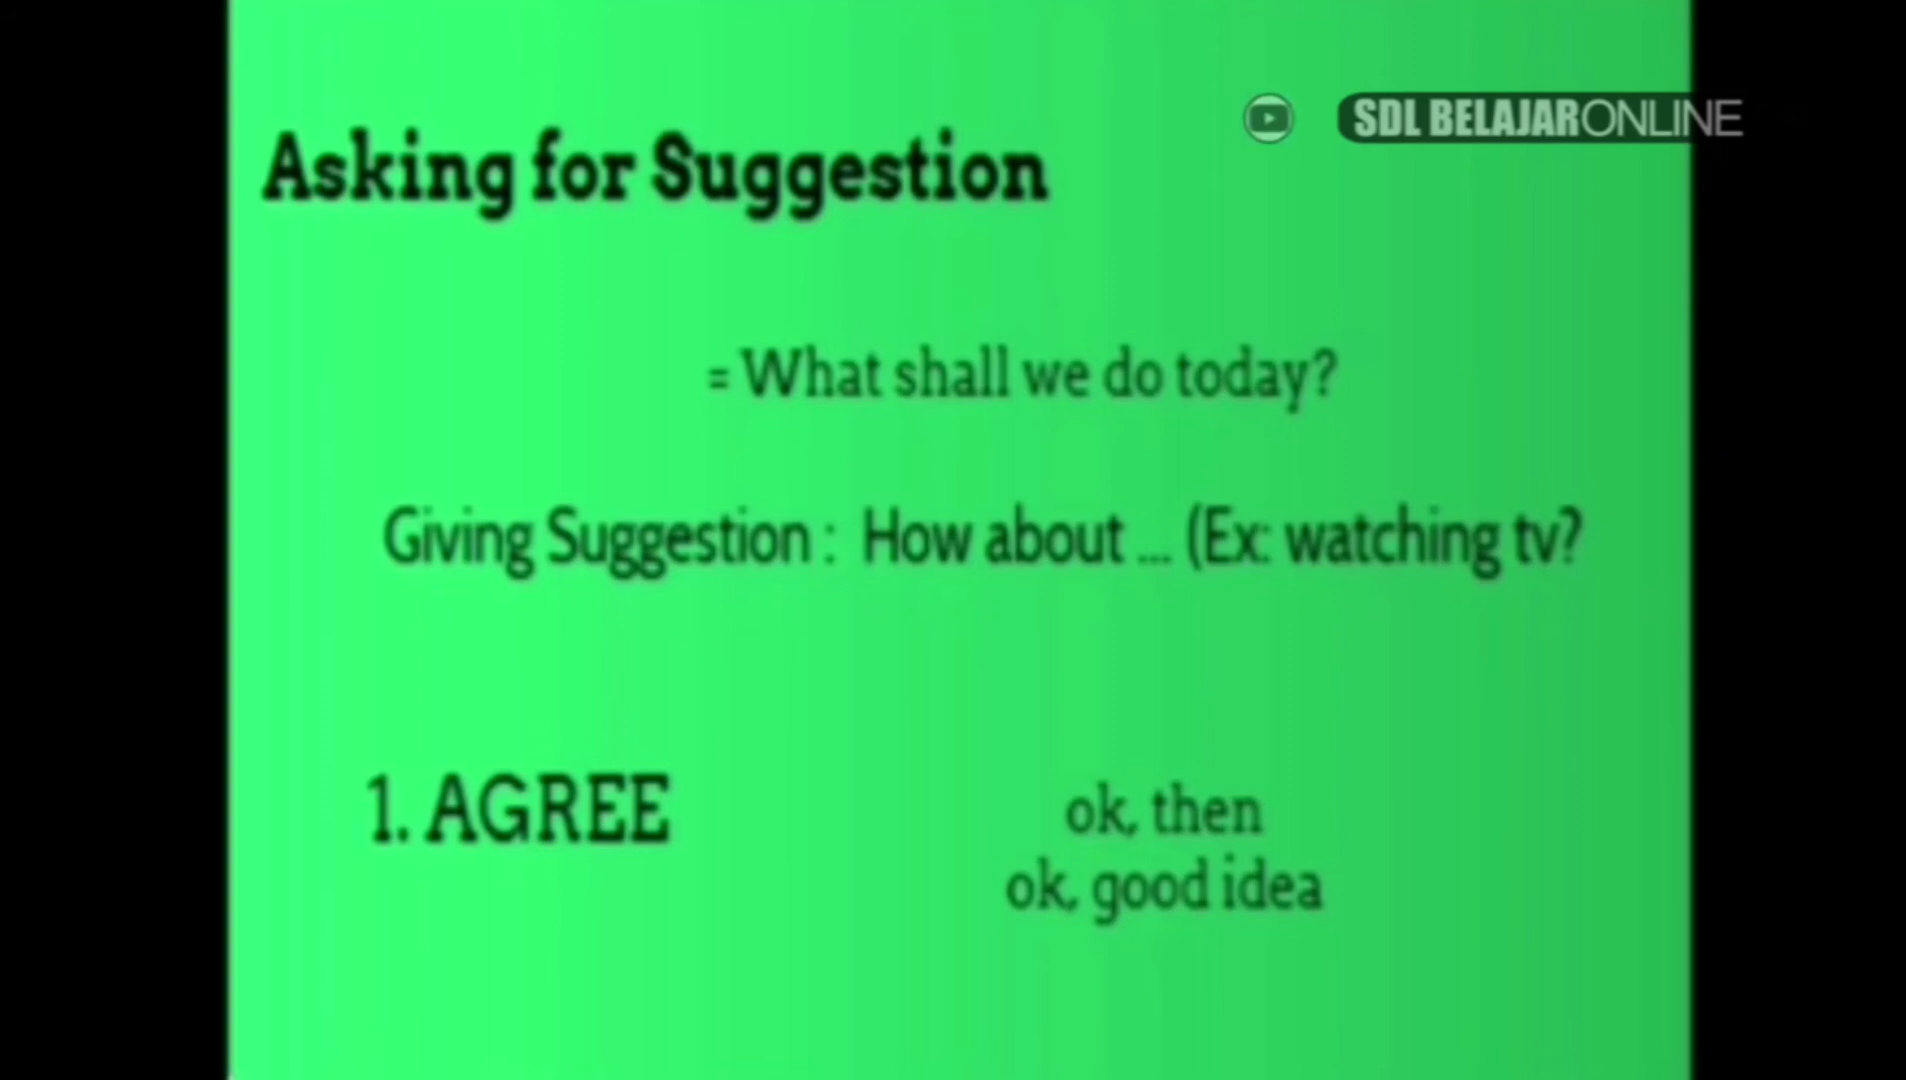 SDL BELAJARONLINE
Asking for Suggestion
= What shall we do today?
Giving Suggestion : How about ... (Ex: watching tv?
1. AGREE
ok, then
ok, good idea